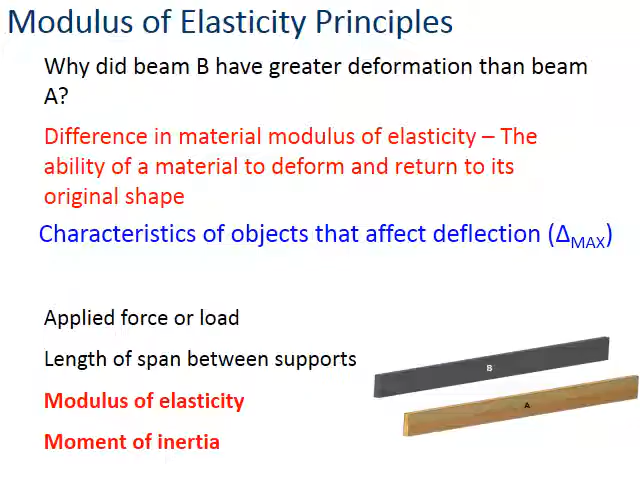 Modulus of Elasticity Principles
Why did beam B have greater deformation than beam
A?
Difference in material modulus of elasticity – The
ability of a material to deform and return to its
original shape
Characteristics of objects that affect deflection (ΔMAX)
Applied force or load
Length of span between supports
Modulus of elasticity
Moment of inertia
B
A